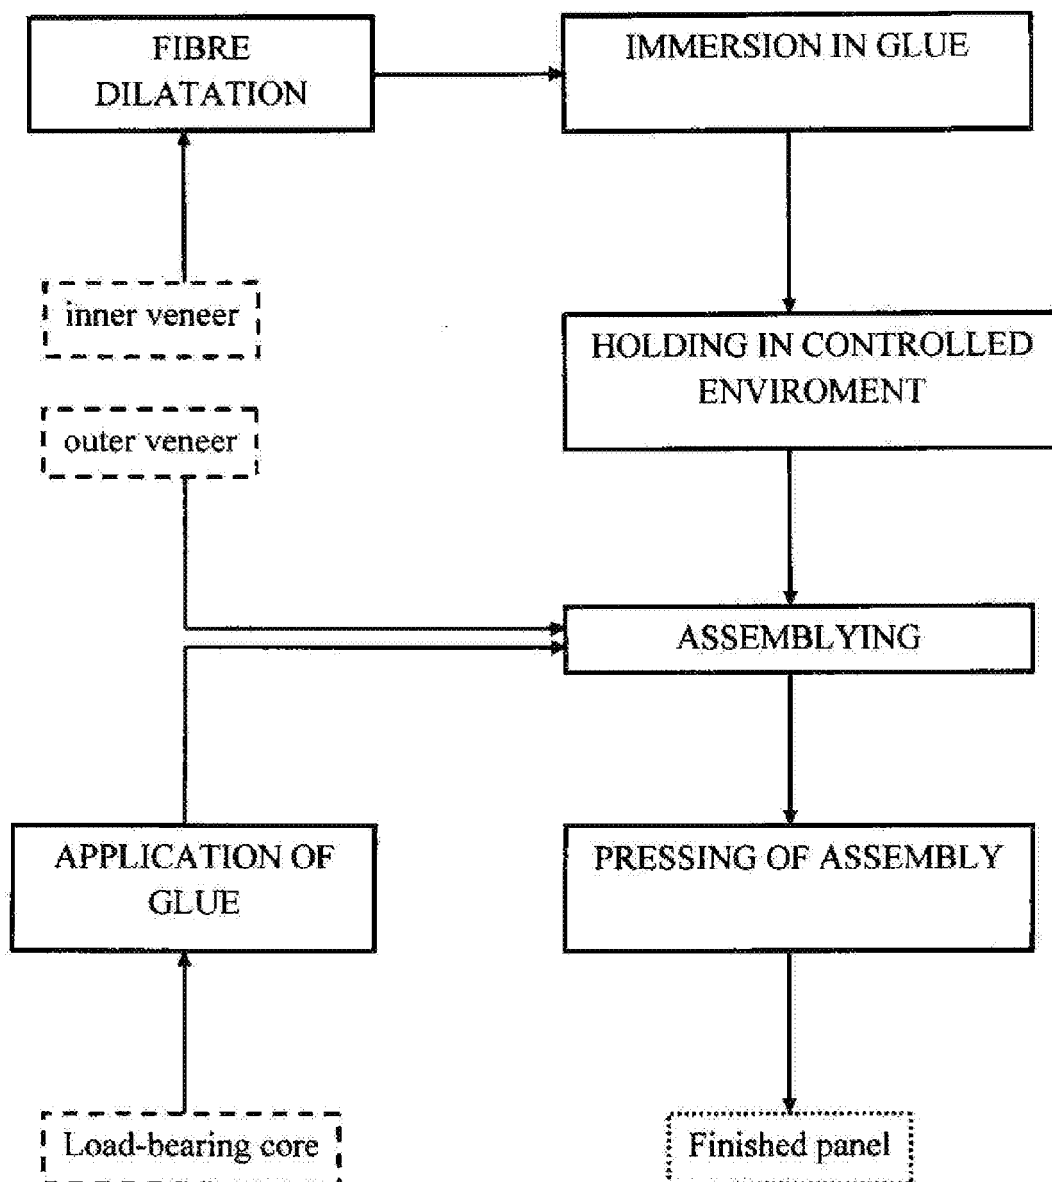 FIBRE
DILATATION
IMMERSION IN GLUE
inner veneer
HOLDING IN CONTROLLED
ENVIROMENT
outer veneer
ASSEMBLYING
APPLICATION OF
GLUE
PRESSING OF ASSEMBLY
Load-bearing core
Finished panel